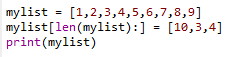 mylist = [1,2,3,4,5,6,7,8,9]
mylist[len(mylist):] = [10,3,4]
print(mylist)